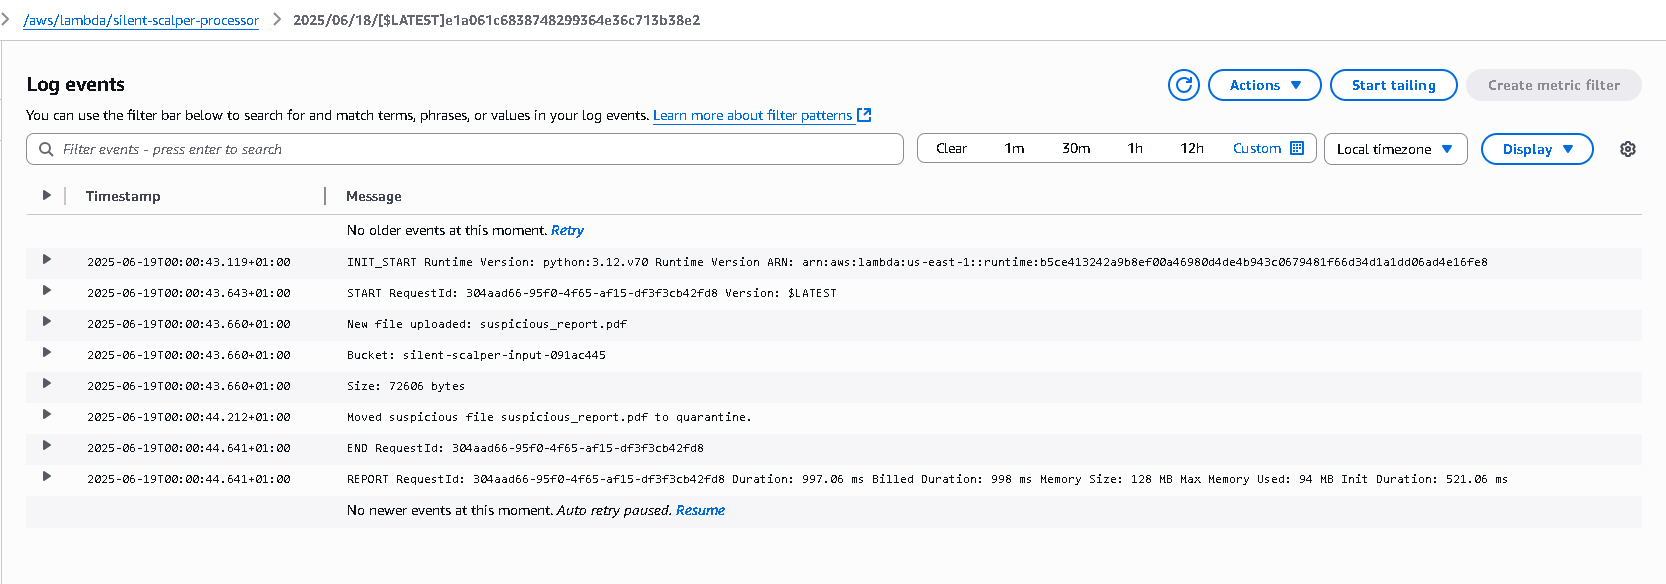 /aws/lambda/silent-scalper-processor > 2025/06/18/[$LATEST]e1a061c6838748299364e36c713b38e2
Log events
Actions
Start tailing
Create metric filter
You can use the filter bar below to search for and match terms, phrases, or values in your log events. Learn more about filter patterns
Filter events - press enter to search
Clear 1m 30m 1h 12h Custom Local timezone Display
Timestamp Message
No older events at this moment. Retry
2025-06-19T00:00:43.119+01:00 INIT_START Runtime Version: python:3.12.v70 Runtime Version ARN: arn:aws:lambda:us-east-1::runtime:b5ce413242a9b8ef00a46980d4de4b943c0679481f66d34d1a1dd06ad4e16fe8
2025-06-19T00:00:43.643+01:00 START RequestId: 304aad66-95f0-4f65-af15-df3f3cb42fd8 Version: $LATEST
2025-06-19T00:00:43.660+01:00 New file uploaded: suspicious_report.pdf
2025-06-19T00:00:43.660+01:00 Bucket: silent-scalper-input-091ac445
2025-06-19T00:00:43.660+01:00 Size: 72606 bytes
2025-06-19T00:00:44.212+01:00 Moved suspicious file suspicious_report.pdf to quarantine.
2025-06-19T00:00:44.641+01:00 END RequestId: 304aad66-95f0-4f65-af15-df3f3cb42fd8
2025-06-19T00:00:44.641+01:00 REPORT RequestId: 304aad66-95f0-4f65-af15-df3f3cb42fd8 Duration: 997.06 ms Billed Duration: 998 ms Memory Size: 128 MB Max Memory Used: 94 MB Init Duration: 521.06 ms
No newer events at this moment. Auto retry paused. Resume